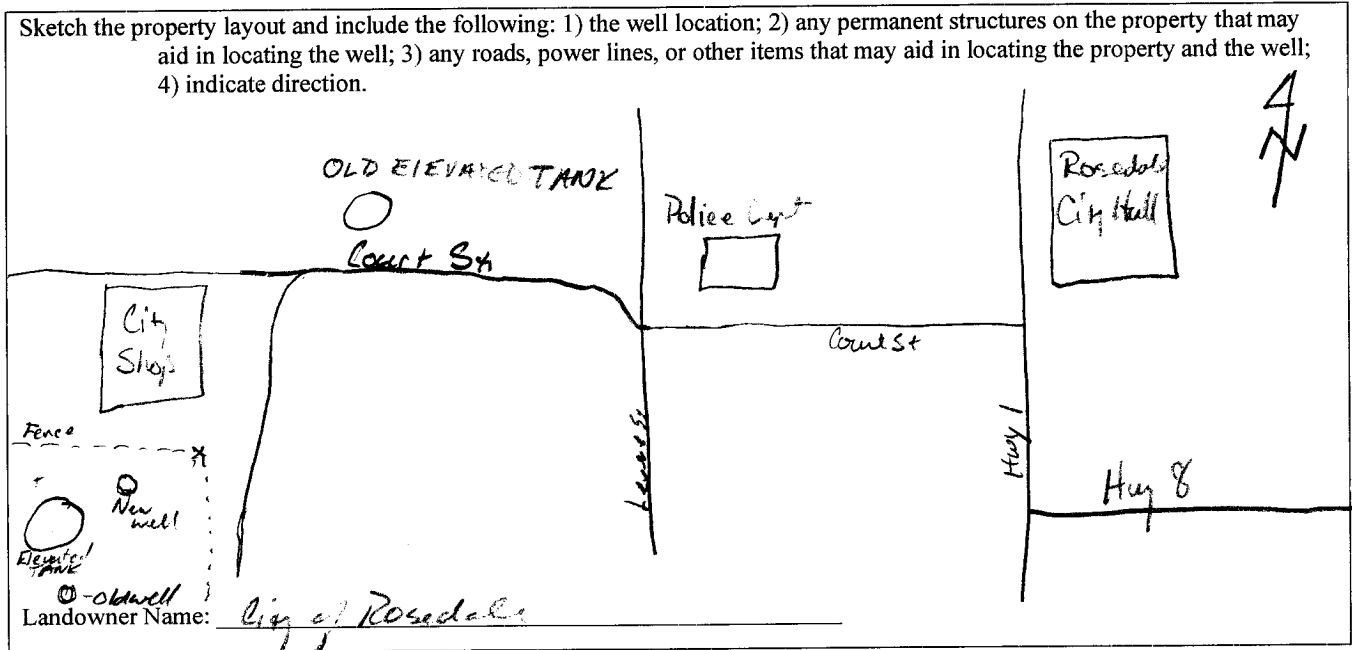 Sketch the property layout and include the following: 1) the well location; 2) any permanent structures on the property that may
aid in locating the well; 3) any roads, power lines, or other items that may aid in locating the property and the well;
4) indicate direction.
N
OLD ELEVATED TANK
Rosedale
City Hall
Police Dept
Court St
City
Shop
Court St
Fence
Hwy 1
Hwy 8
New
well
Elevated
TANK
-old well
Landowner Name: City of Rosedale